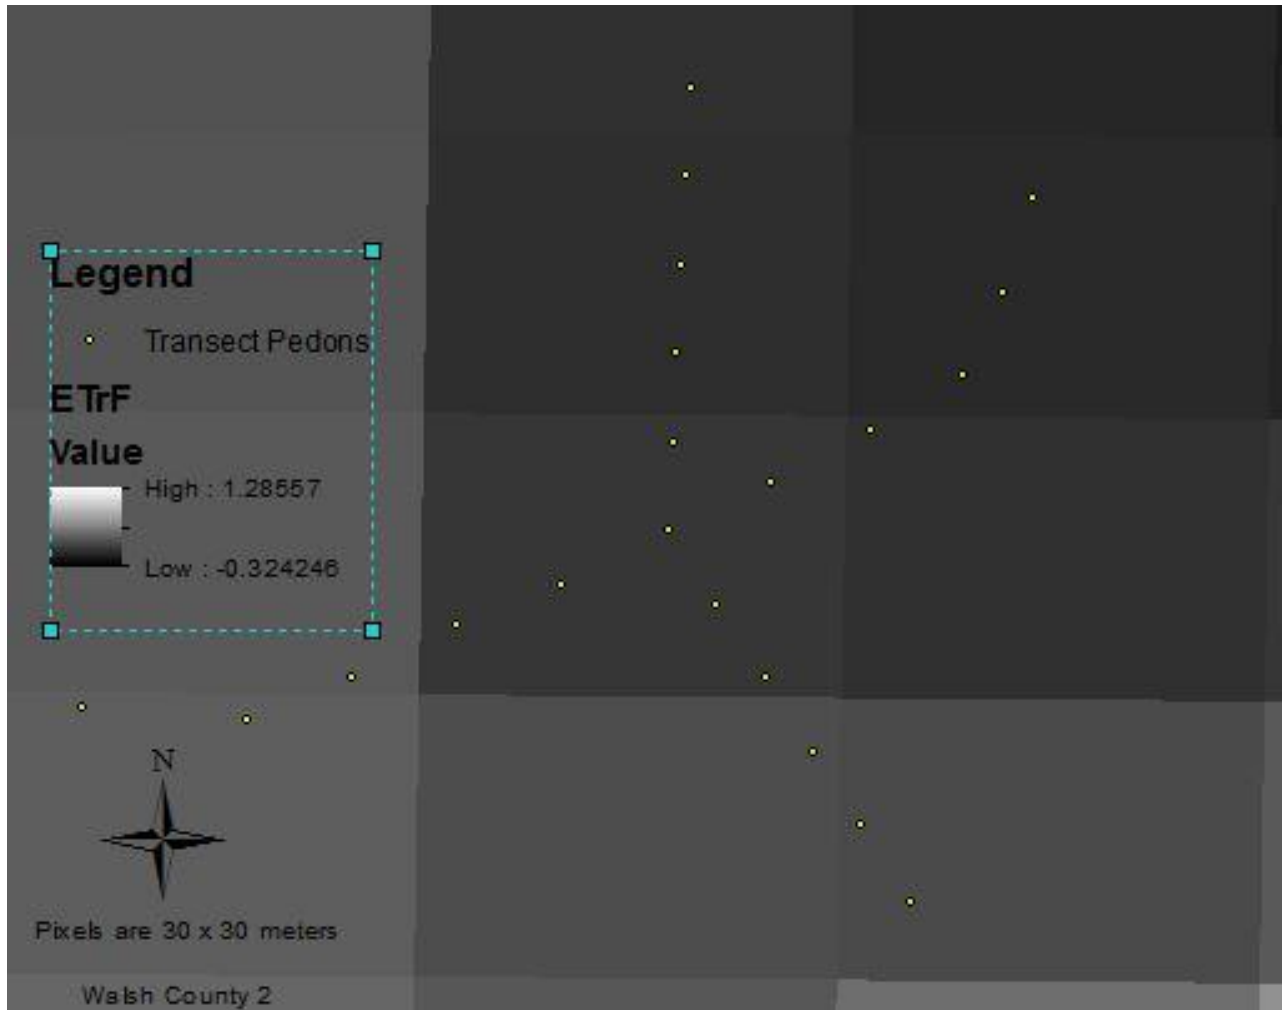 Legend
Transect Pedons
ETrF
Value
High : 1.28557
Low : -0.324246
N
Pixels are 30 x 30 meters
Walsh County 2